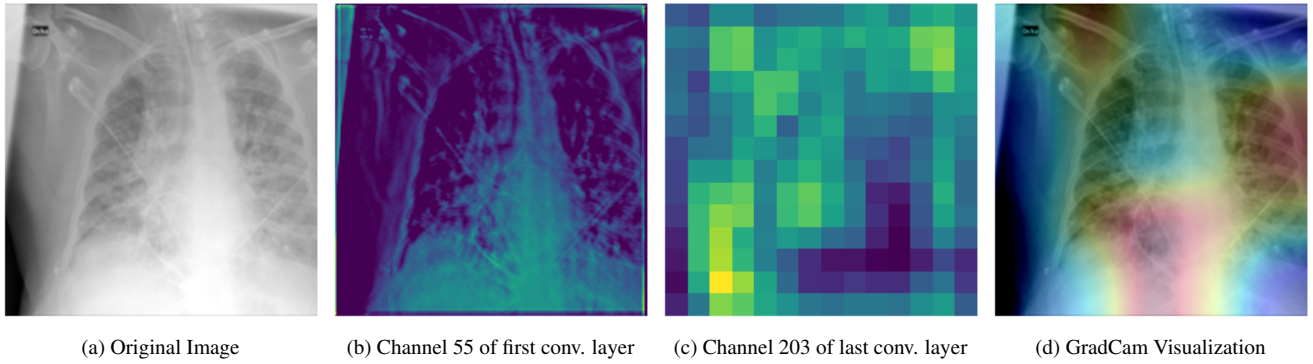 (a) Original Image
(b) Channel 55 of first conv. layer
(c) Channel 203 of last conv. layer
(d) GradCam Visualization